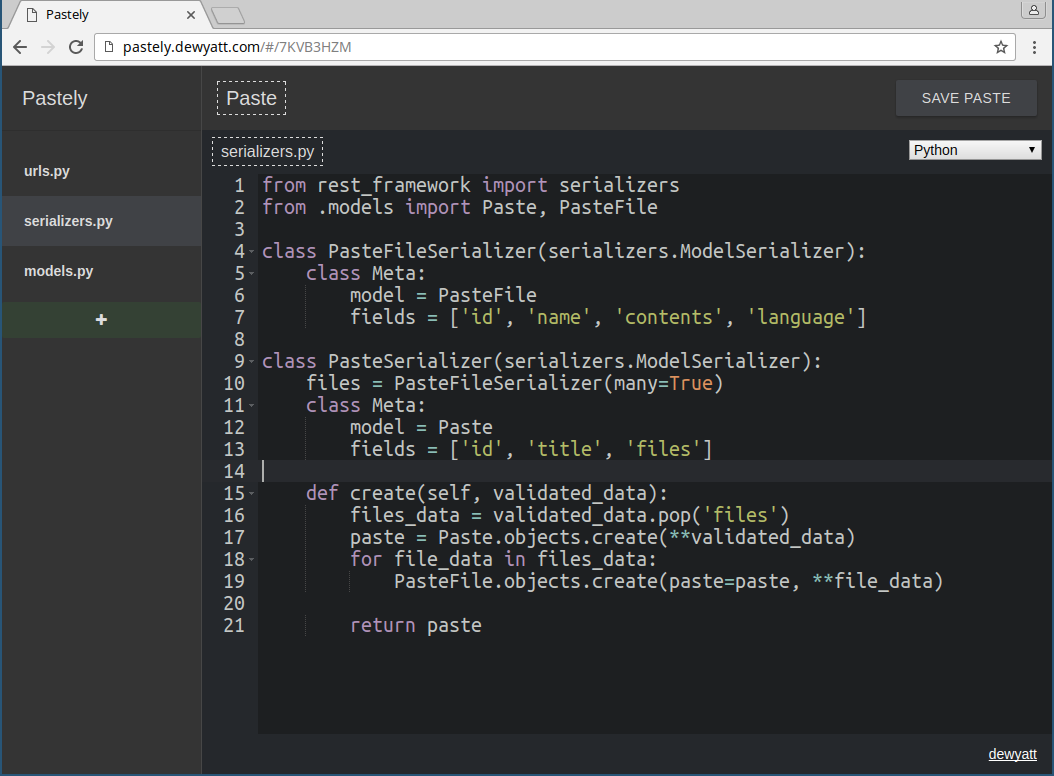 Pastely
pastely.dewyatt.com/#/7KVB3HZM
Pastely
Paste
SAVE PASTE
urls.py
serializers.py
models.py
+
serializers.py
Python
1 from rest_framework import serializers
2 from .models import Paste, PasteFile
3
4 class PasteFileSerializer(serializers.ModelSerializer):
5     class Meta:
6         model = PasteFile
7         fields = ['id', 'name', 'contents', 'language']
8
9 class PasteSerializer(serializers.ModelSerializer):
10     files = PasteFileSerializer(many=True)
11     class Meta:
12         model = Paste
13         fields = ['id', 'title', 'files']
14
15     def create(self, validated_data):
16         files_data = validated_data.pop('files')
17         paste = Paste.objects.create(**validated_data)
18         for file_data in files_data:
19             PasteFile.objects.create(paste=paste, **file_data)
20
21         return paste
dewyatt